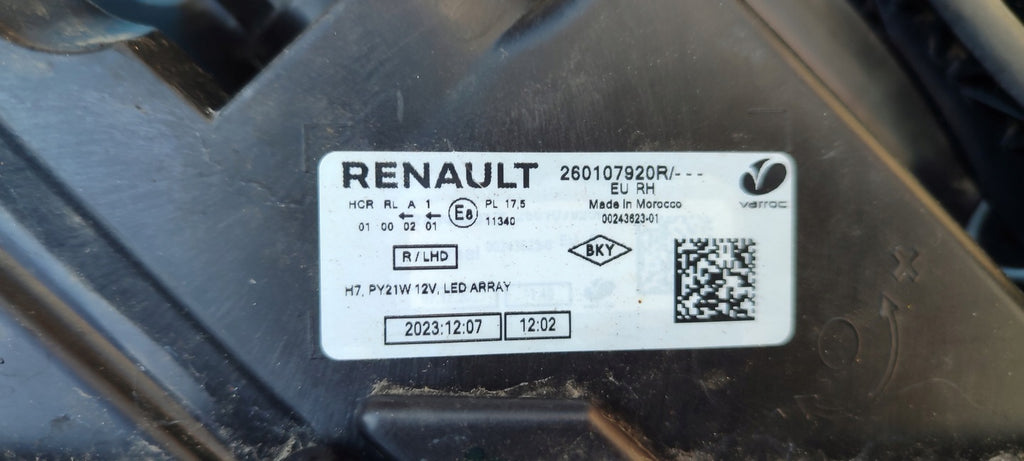 RENAULT 260107920R/---
EU RH
Made in Morocco
00243623-01
varroc
HCR RL A 1 E8 PL 17,5
01 00 02 01 11340
R/LHD
BKY
H7, PY21W 12V, LED ARRAY
2023:12:07 12:02